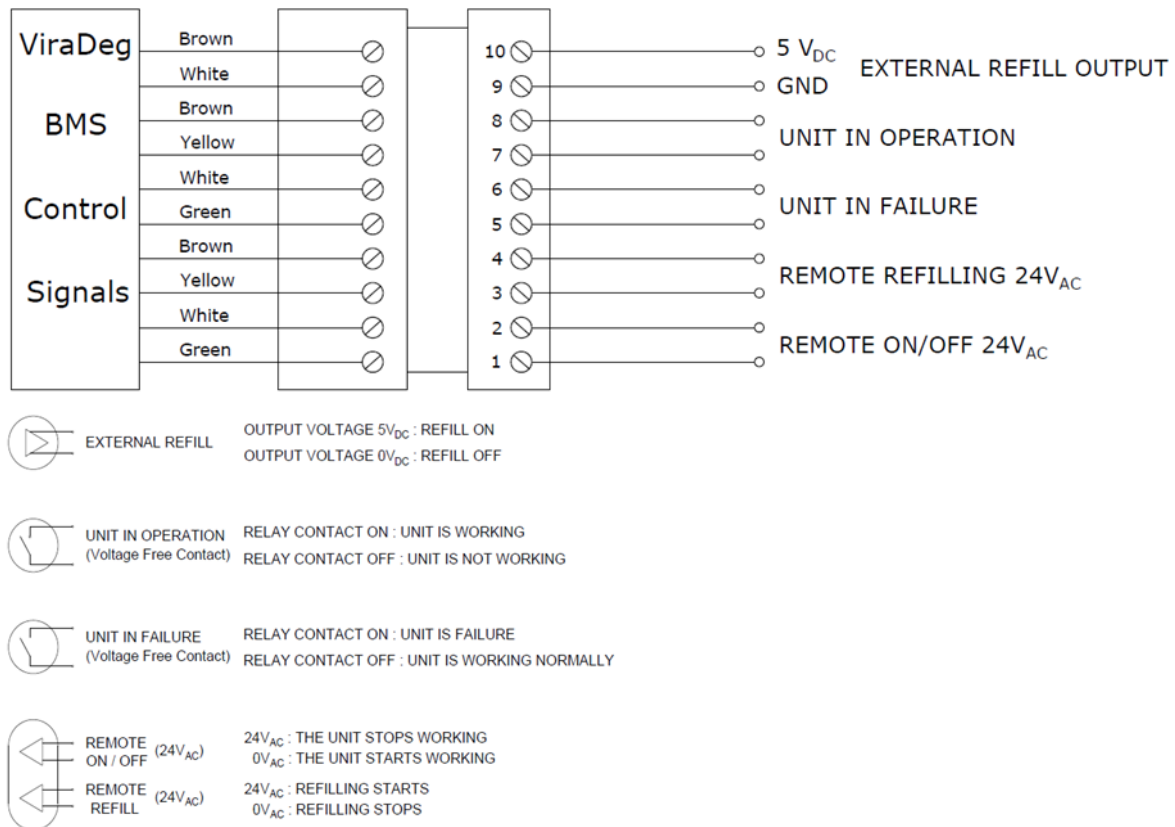 ViraDeg
BMS
Control
Signals
Brown
White
Brown
Yellow
White
Green
Brown
Yellow
White
Green
10
9
8
7
6
5
4
3
2
1
5 VDC
GND
EXTERNAL REFILL OUTPUT
UNIT IN OPERATION
UNIT IN FAILURE
REMOTE REFILLING 24VAC
REMOTE ON/OFF 24VAC
EXTERNAL REFILL
OUTPUT VOLTAGE 5VDC : REFILL ON
OUTPUT VOLTAGE 0VDC : REFILL OFF
UNIT IN OPERATION
(Voltage Free Contact)
RELAY CONTACT ON : UNIT IS WORKING
RELAY CONTACT OFF : UNIT IS NOT WORKING
UNIT IN FAILURE
(Voltage Free Contact)
RELAY CONTACT ON : UNIT IS FAILURE
RELAY CONTACT OFF : UNIT IS WORKING NORMALLY
REMOTE
ON / OFF
(24VAC)
24VAC : THE UNIT STOPS WORKING
0VAC : THE UNIT STARTS WORKING
REMOTE
REFILL
(24VAC)
24VAC : REFILLING STARTS
0VAC : REFILLING STOPS